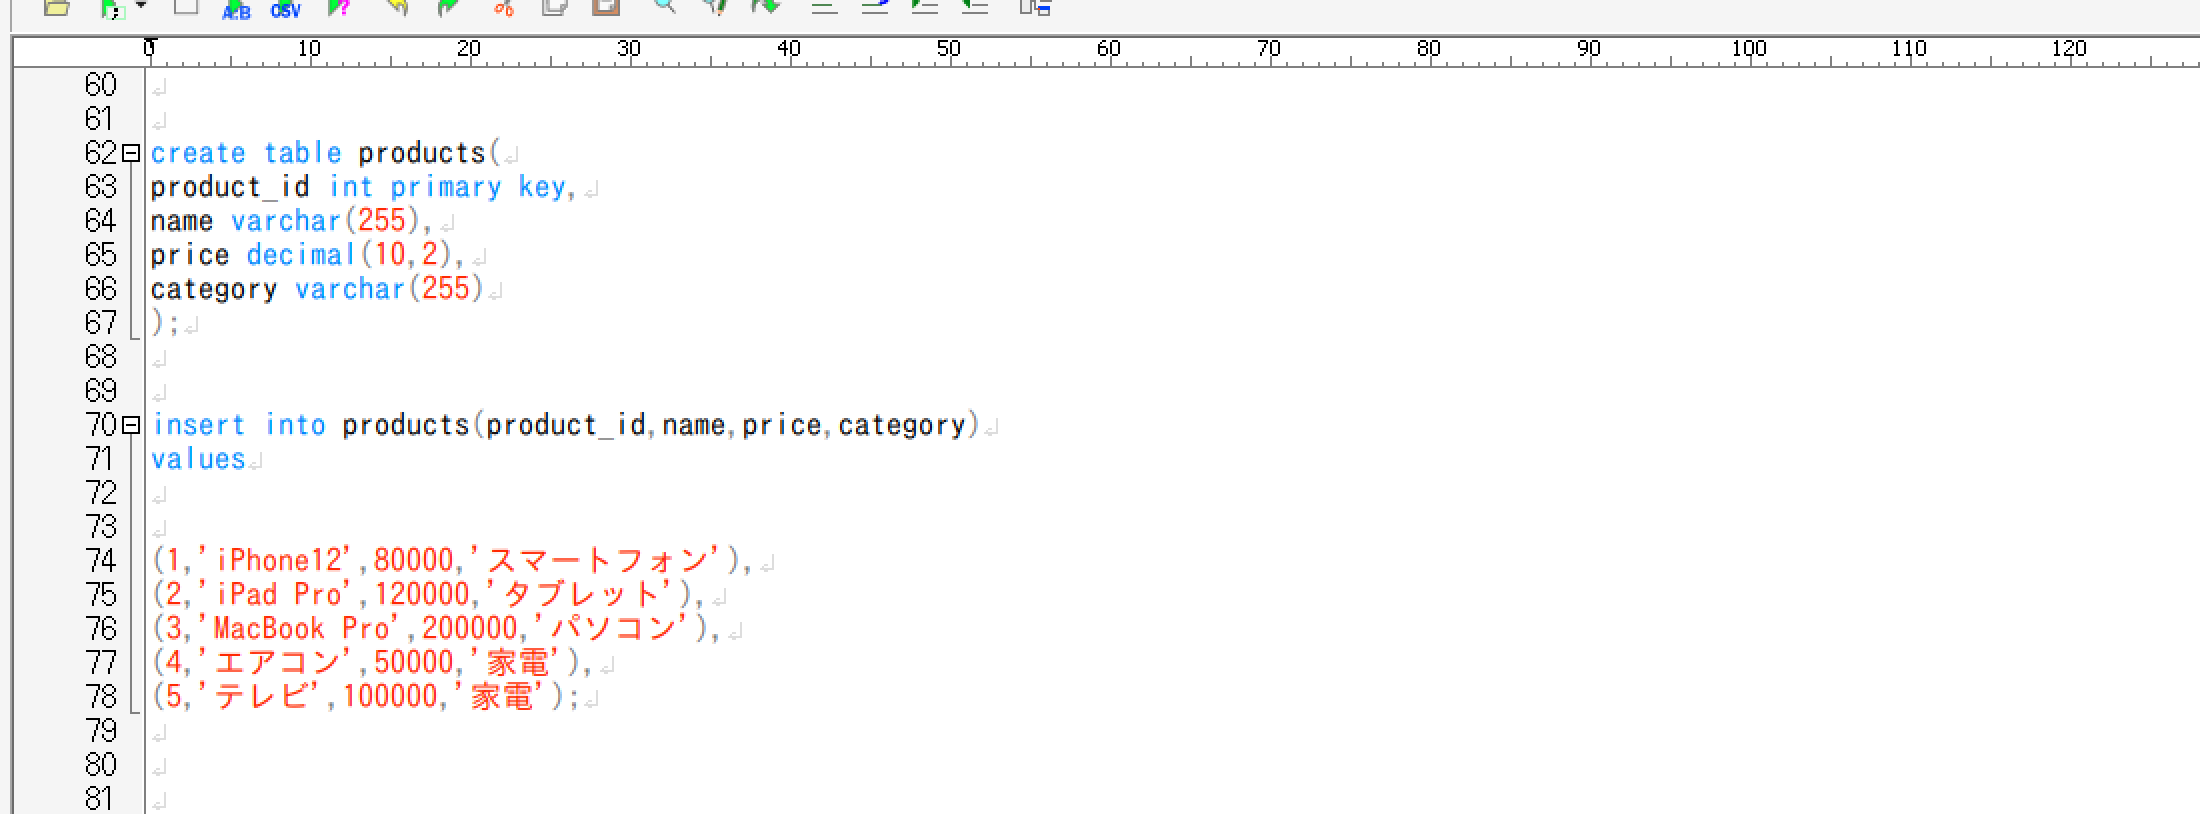 A:B CSV
0 10 20 30 40 50 60 70 80 90 100 110 120
60
61
62 create table products(
63 product_id int primary key,
64 name varchar(255),
65 price decimal(10,2),
66 category varchar(255)
67 );
68
69
70 insert into products(product_id,name,price,category)
71 values
72
73
74 (1,'iPhone12',80000,'スマートフォン'),
75 (2,'iPad Pro',120000,'タブレット'),
76 (3,'MacBook Pro',200000,'パソコン'),
77 (4,'エアコン',50000,'家電'),
78 (5,'テレビ',100000,'家電');
79
80
81